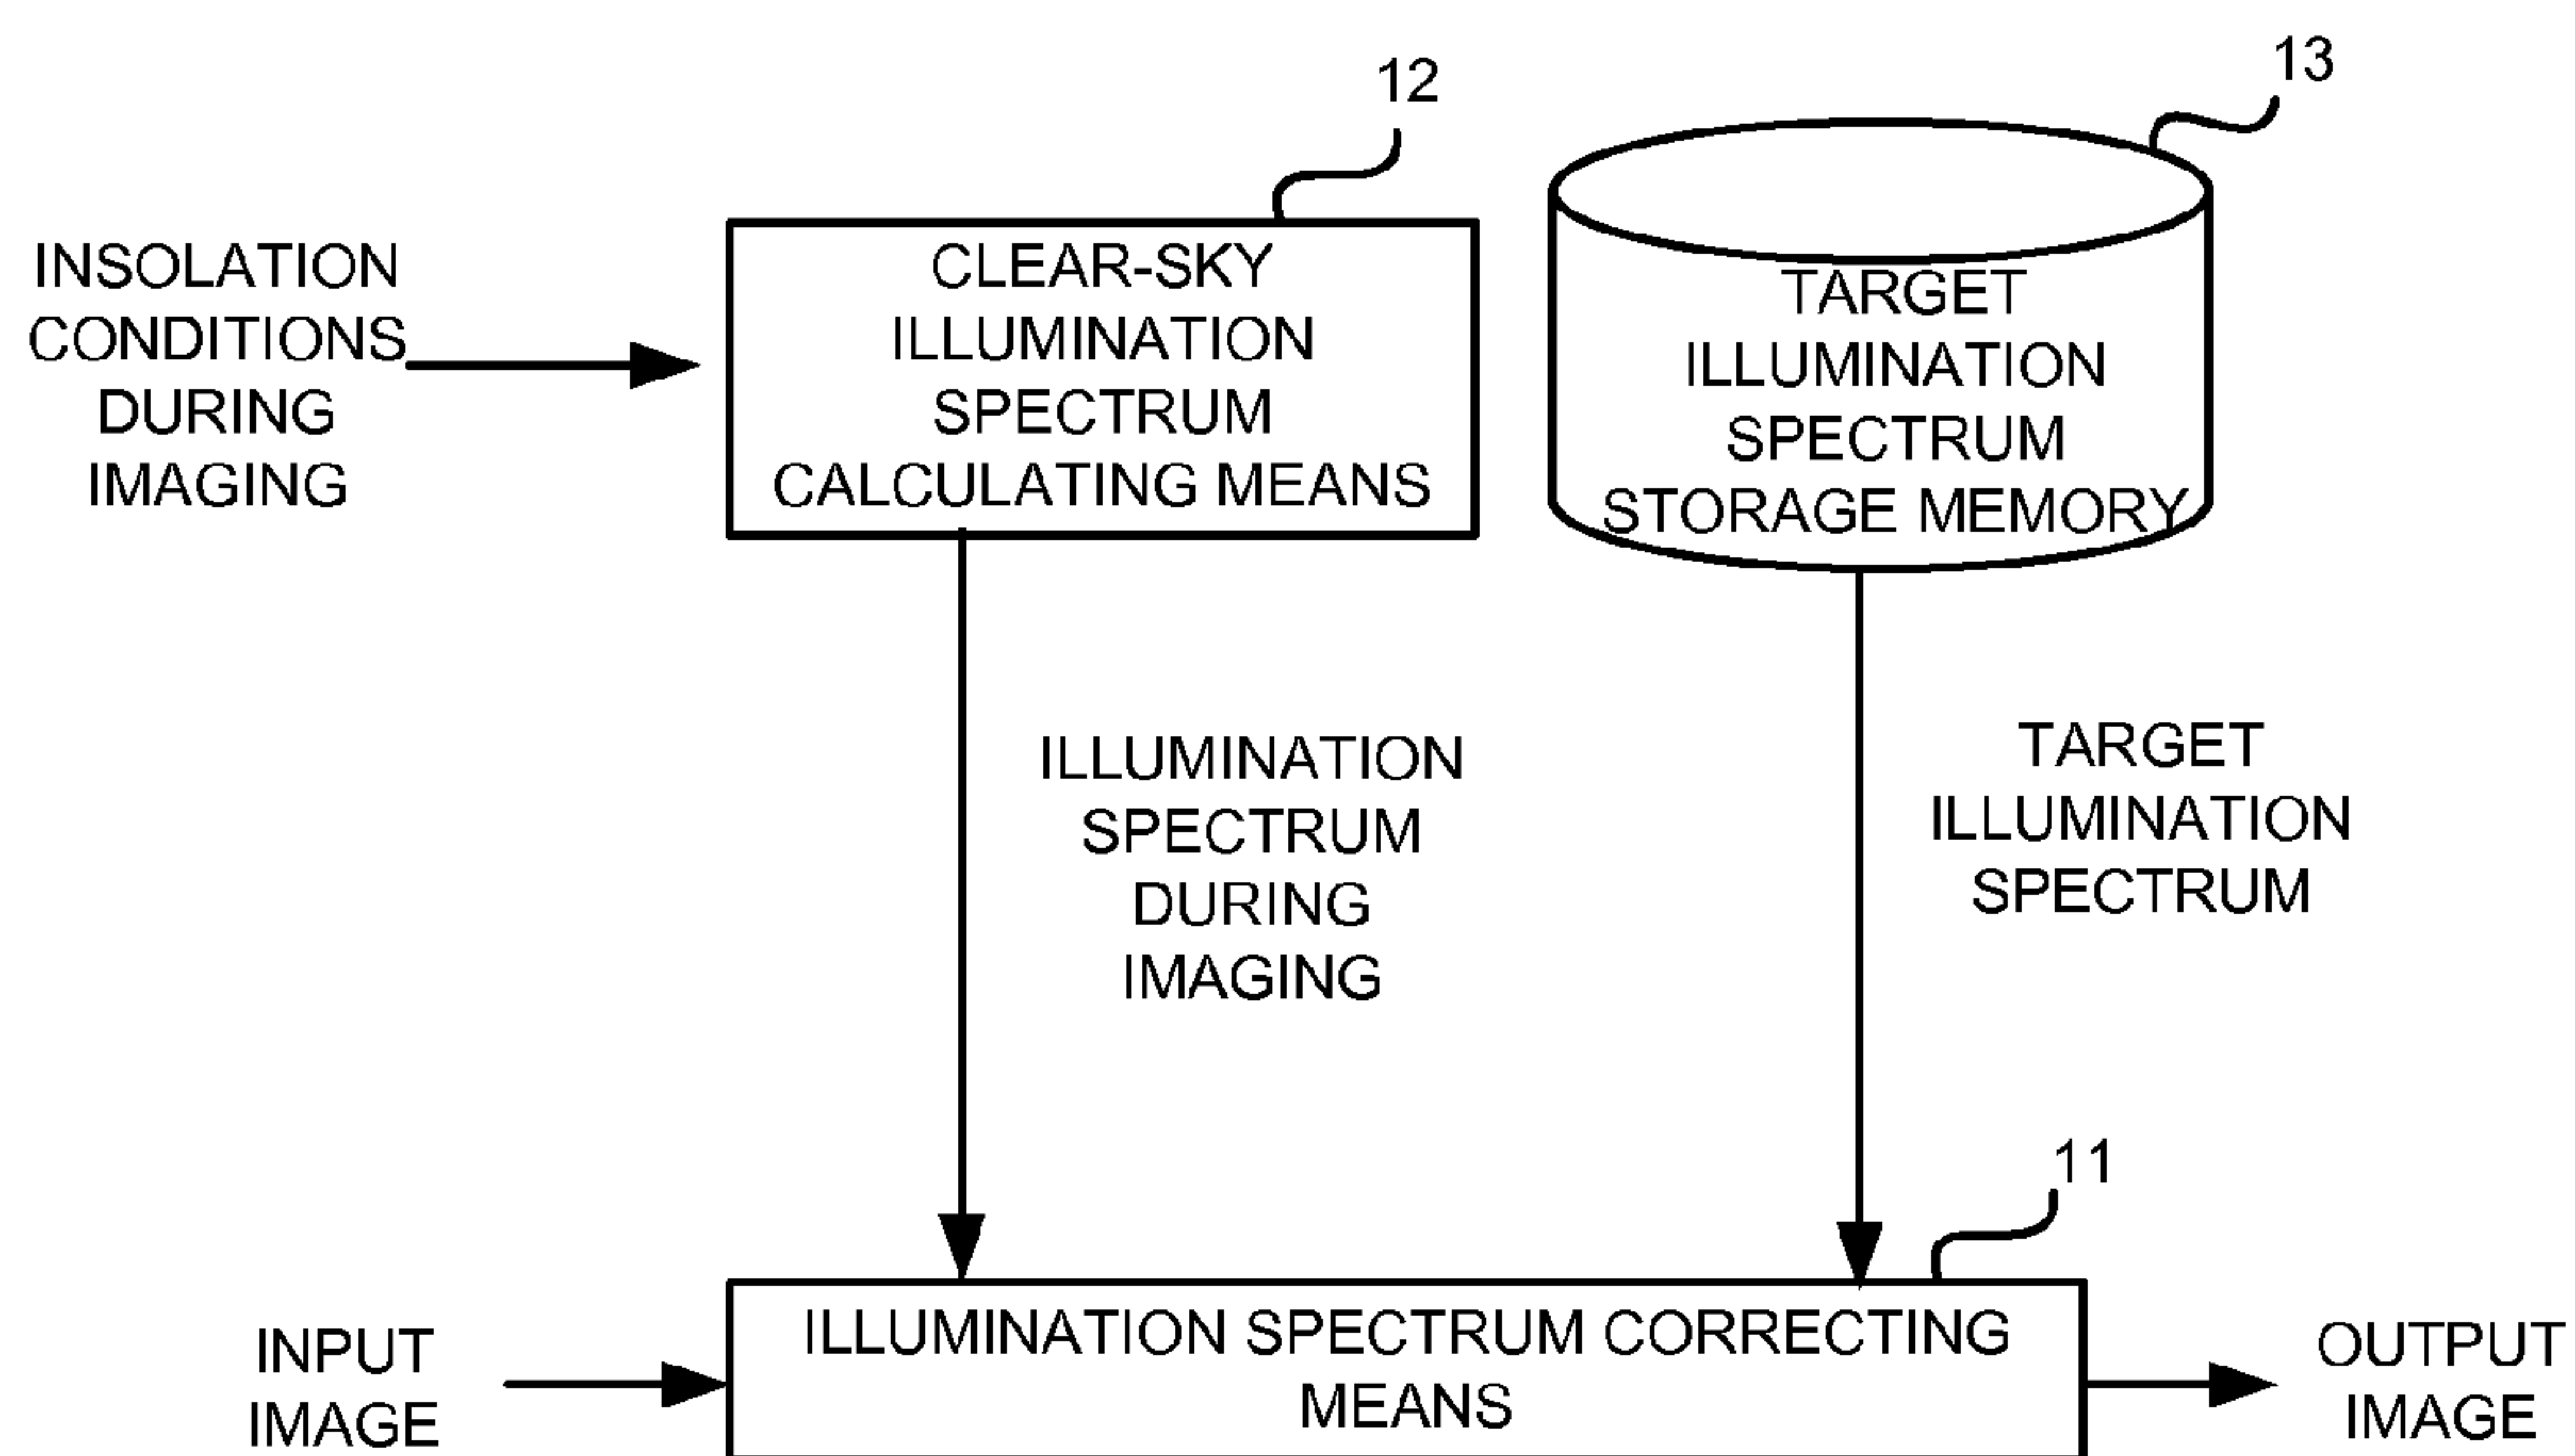 12
13
INSOLATION
CONDITIONS
DURING
IMAGING
CLEAR-SKY
ILLUMINATION
SPECTRUM
CALCULATING MEANS
TARGET
ILLUMINATION
SPECTRUM
STORAGE MEMORY
ILLUMINATION
SPECTRUM
DURING
IMAGING
TARGET
ILLUMINATION
SPECTRUM
11
INPUT
IMAGE
ILLUMINATION SPECTRUM CORRECTING
MEANS
OUTPUT
IMAGE